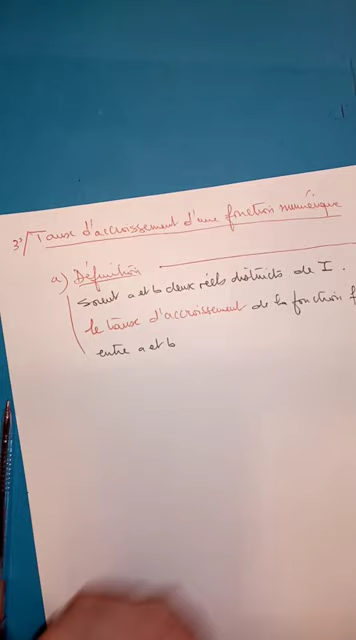 3°/ Taux d'accroissement d'une fonction numérique
a) Définition
Soient a et b deux réels distincts de I.
le taux d'accroissement de la fonction f
entre a et b